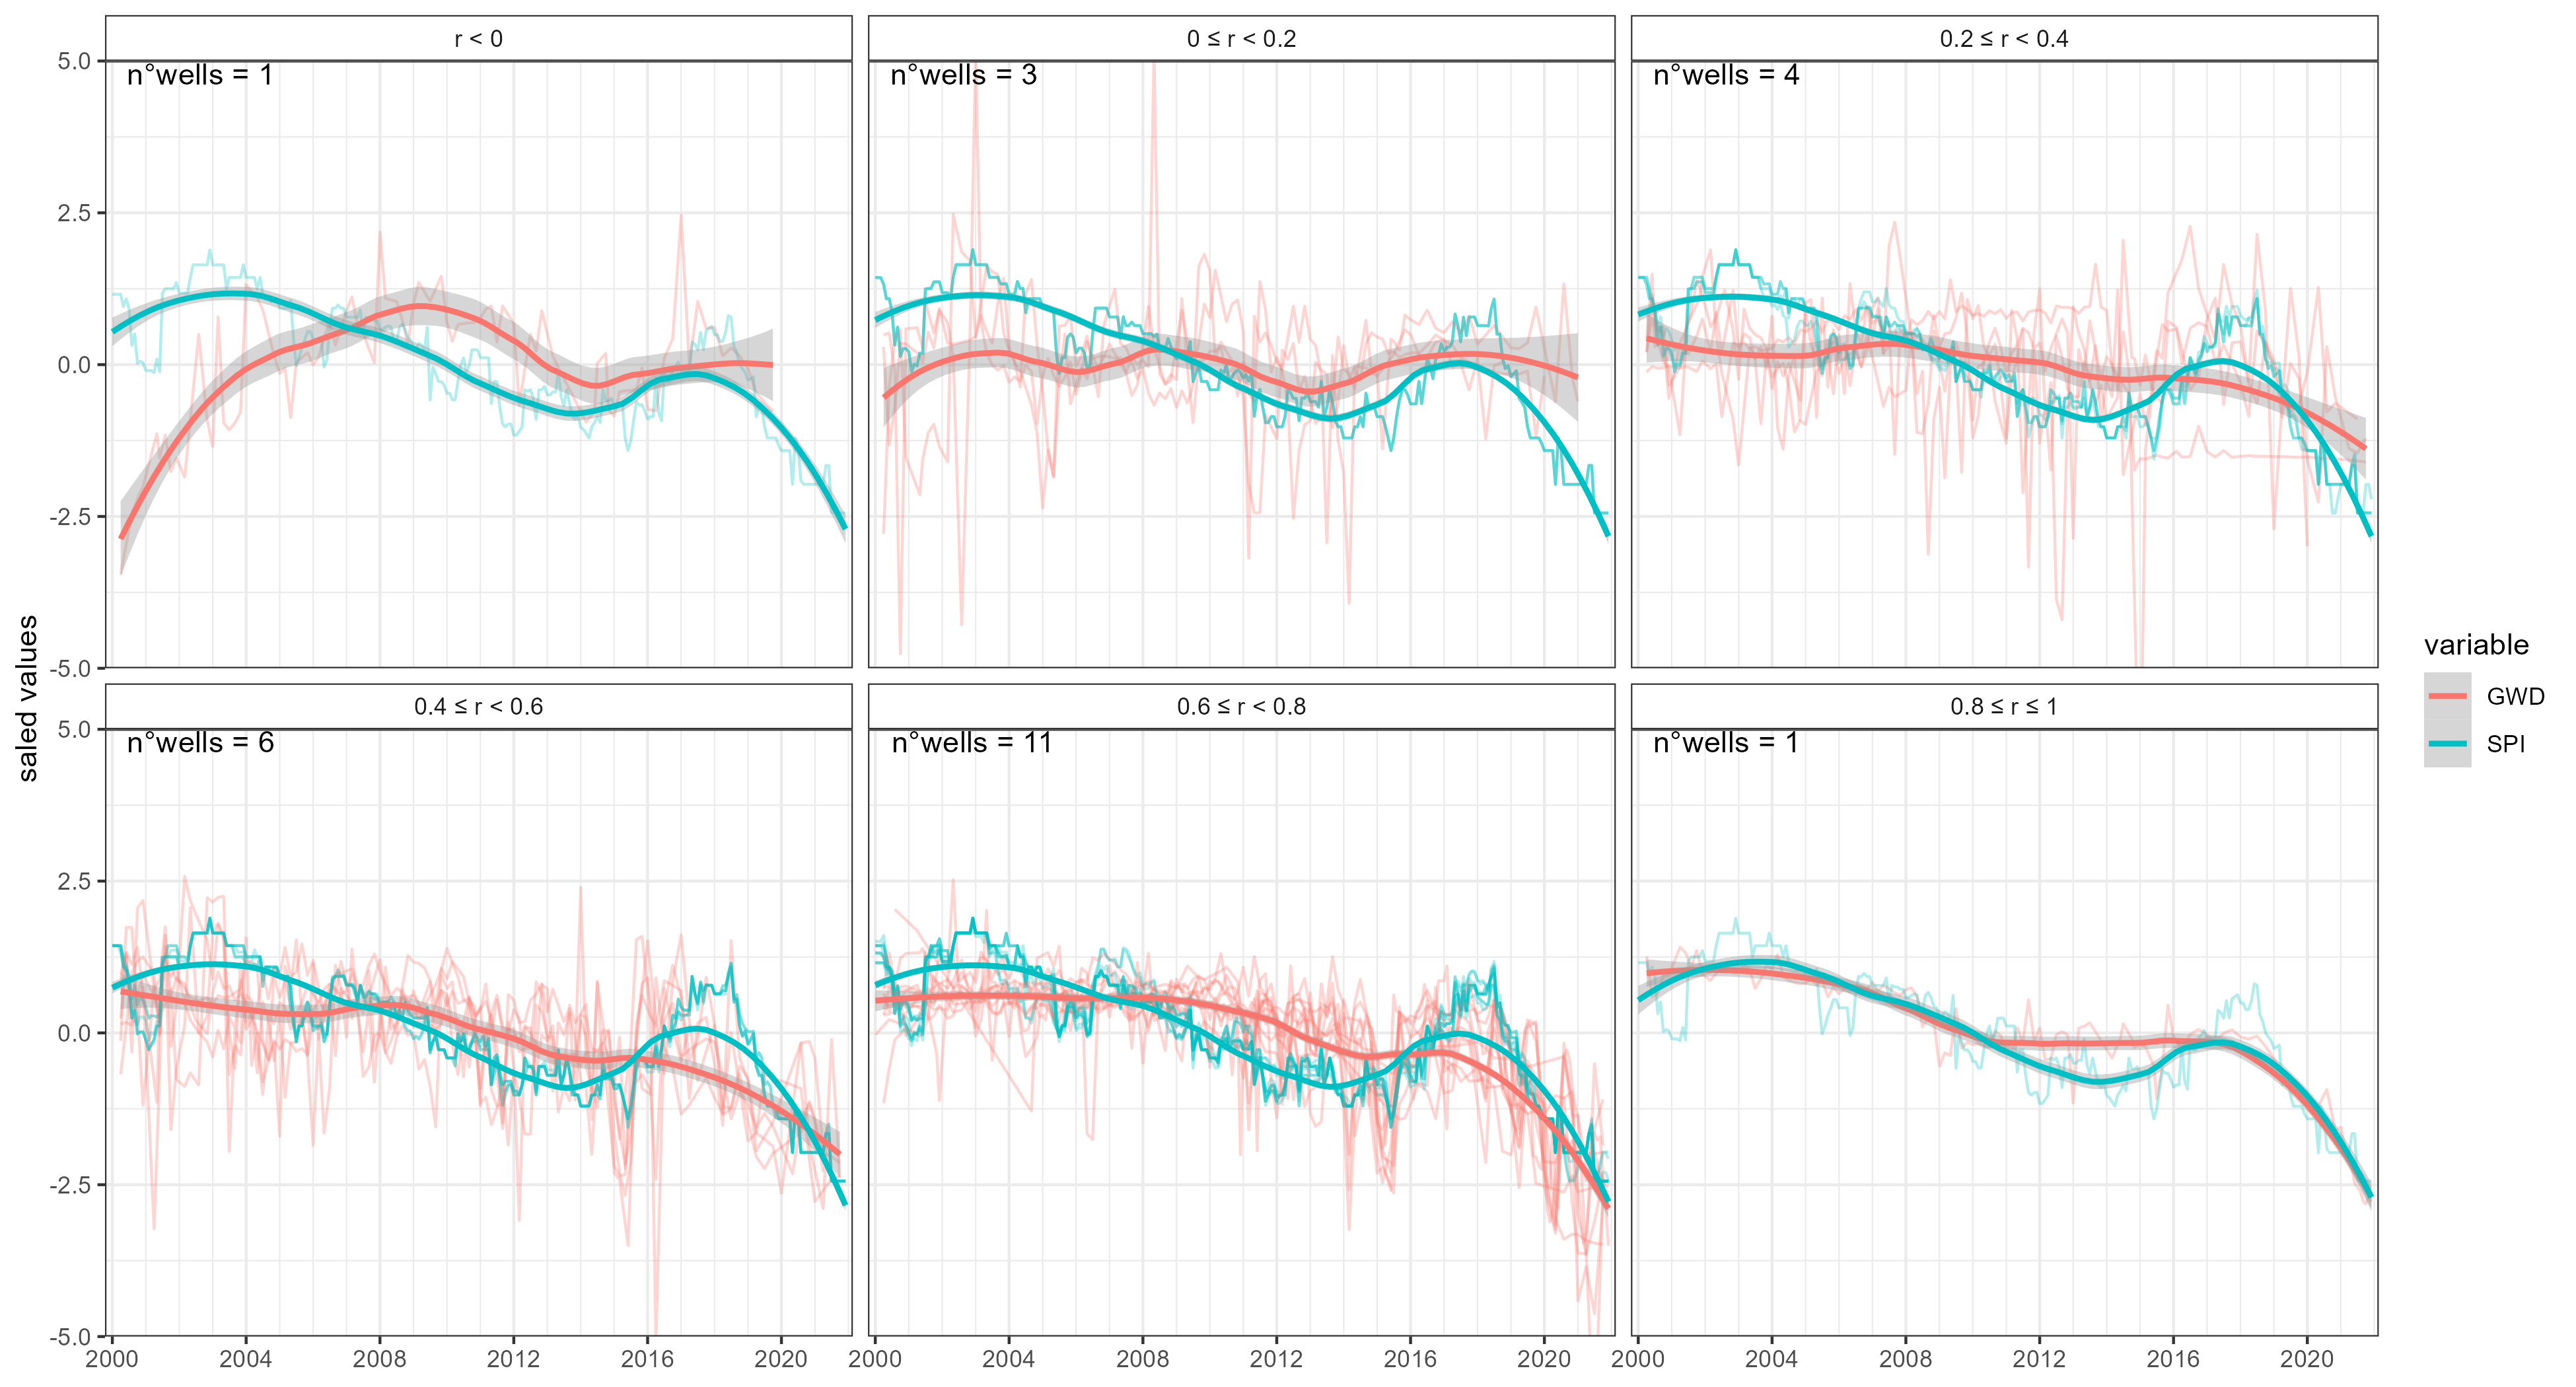 r < 0
0 ≤ r < 0.2
0.2 ≤ r < 0.4
5.0
n°wells = 1
n°wells = 3
n°wells = 4
2.5
0.0
-2.5
-5.0
saled values
0.4 ≤ r < 0.6
0.6 ≤ r < 0.8
0.8 ≤ r ≤ 1
5.0
n°wells = 6
n°wells = 11
n°wells = 1
2.5
0.0
-2.5
-5.0
2000 2004 2008 2012 2016 2020
2000 2004 2008 2012 2016 2020
2000 2004 2008 2012 2016 2020
variable
GWD
SPI